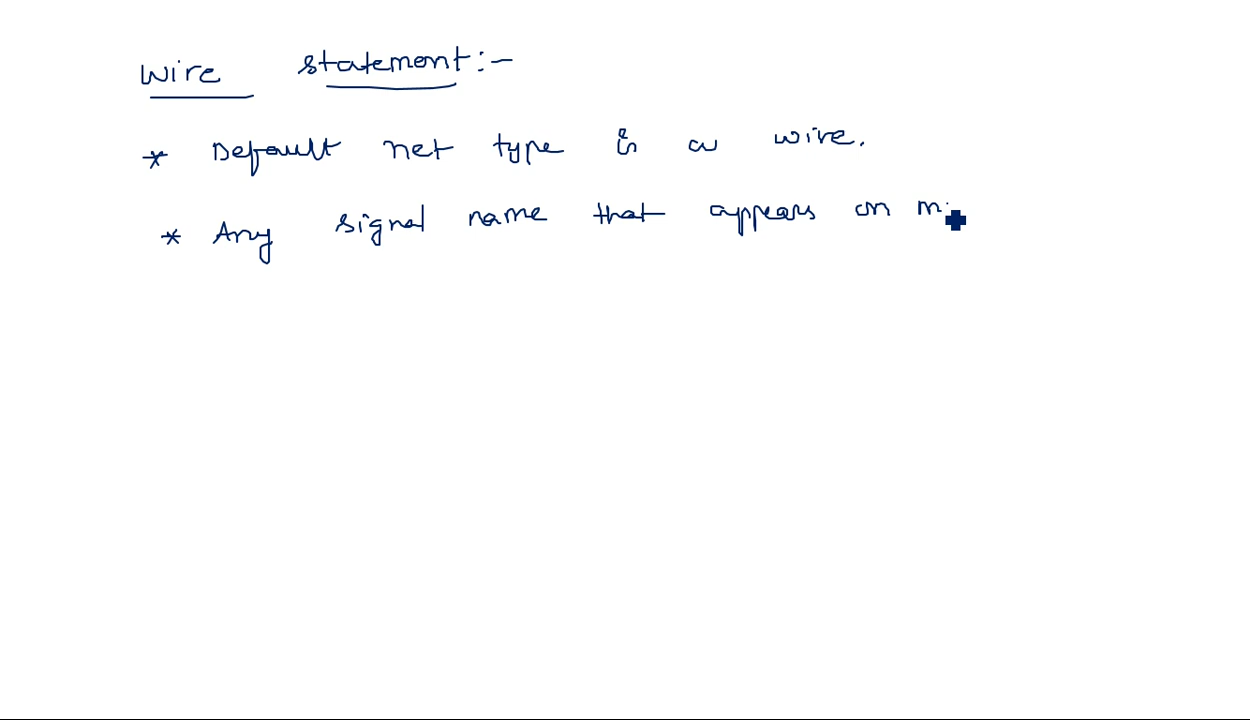 Wire statement:-
* Default net type is a wire.
* Any signal name that appears on